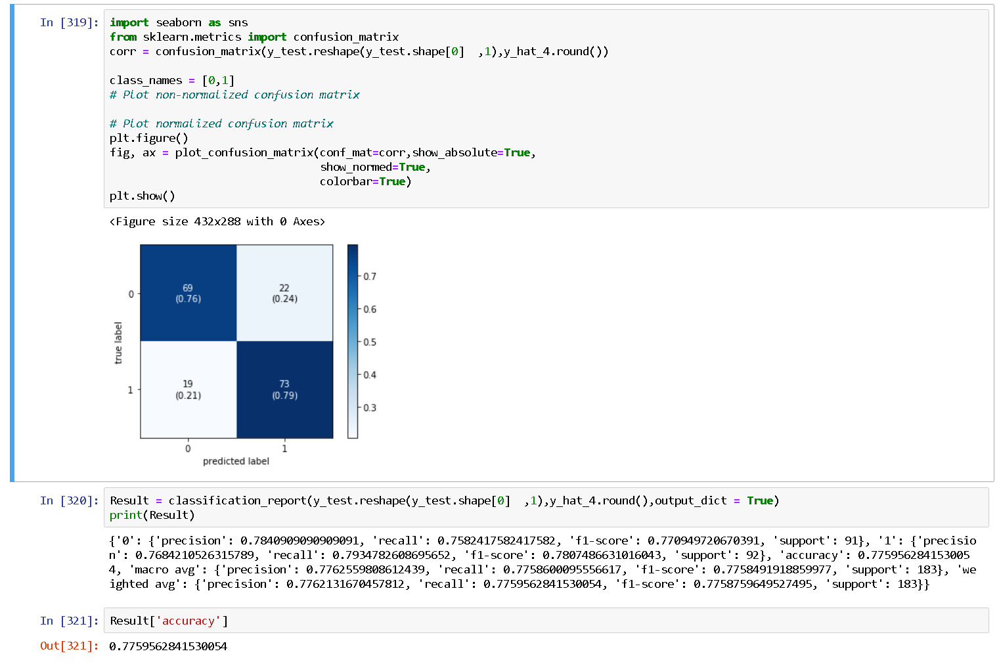 In [319]:
import seaborn as sns
from sklearn.metrics import confusion_matrix
corr = confusion_matrix(y_test.reshape(y_test.shape[0]  ,1),y_hat_4.round())
class_names = [0,1]
# Plot non-normalized confusion matrix
# Plot normalized confusion matrix
plt.figure()
fig, ax = plot_confusion_matrix(conf_mat=corr,show_absolute=True,
show_normed=True,
colorbar=True)
plt.show()
<Figure size 432x288 with 0 Axes>
true label
0
1
69
(0.76)
22
(0.24)
19
(0.21)
73
(0.79)
0
1
predicted label
0.7
0.6
0.5
0.4
0.3
In [320]:
Result = classification_report(y_test.reshape(y_test.shape[0]  ,1),y_hat_4.round(),output_dict = True)
print(Result)
{'0': {'precision': 0.7840909090909091, 'recall': 0.7582417582417582, 'f1-score': 0.770949720670391, 'support': 91}, '1': {'precisio
n': 0.7684210526315789, 'recall': 0.7934782608695652, 'f1-score': 0.7807486631016043, 'support': 92}, 'accuracy': 0.775956284153005
4, 'macro avg': {'precision': 0.7762559808612439, 'recall': 0.7758600095556617, 'f1-score': 0.7758491918859977, 'support': 183}, 'we
ighted avg': {'precision': 0.7762131670457812, 'recall': 0.7759562841530054, 'f1-score': 0.7758759649527495, 'support': 183}}
In [321]:
Result['accuracy']
Out[321]:
0.7759562841530054